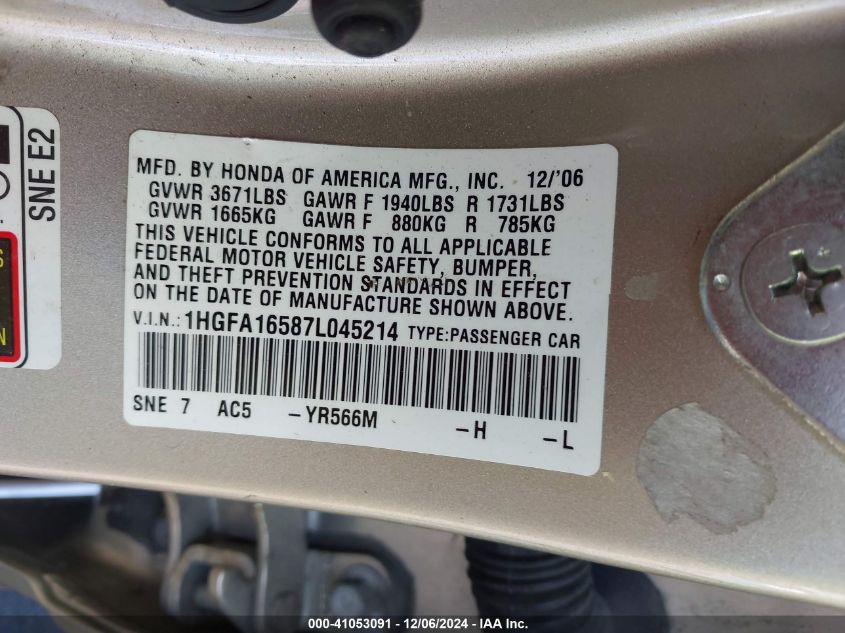 SNE E2
S
N
MFD. BY HONDA OF AMERICA MFG., INC. 12/'06
GVWR 3671LBS GAWR F 1940LBS R 1731LBS
GVWR 1665KG GAWR F 880KG R 785KG
THIS VEHICLE CONFORMS TO ALL APPLICABLE
FEDERAL MOTOR VEHICLE SAFETY, BUMPER,
AND THEFT PREVENTION STANDARDS IN EFFECT
ON THE DATE OF MANUFACTURE SHOWN ABOVE.
V.I.N.: 1HGFA16587L045214 TYPE:PASSENGER CAR
SNE 7 AC5 -YR566M -H -L
000-41053091 - 12/06/2024 - IAA Inc.